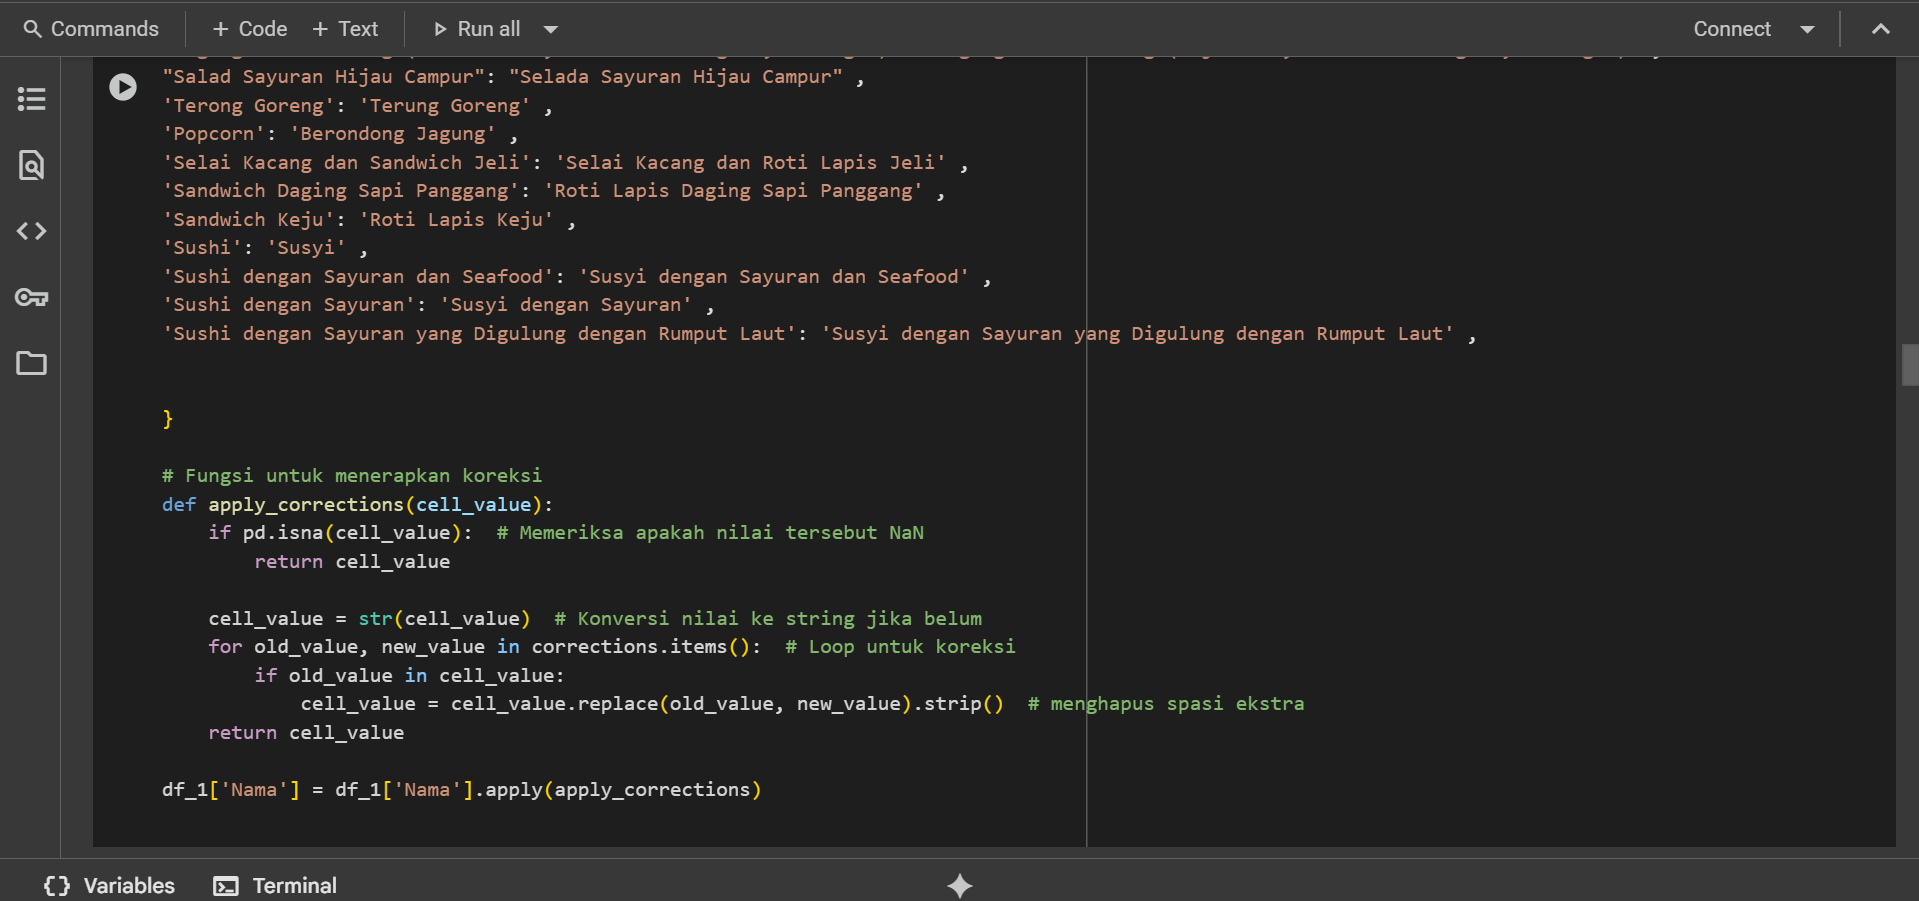 Commands + Code + Text Run all Connect
"Salad Sayuran Hijau Campur": "Selada Sayuran Hijau Campur" ,
'Terong Goreng': 'Terung Goreng' ,
'Popcorn': 'Berondong Jagung' ,
'Selai Kacang dan Sandwich Jeli': 'Selai Kacang dan Roti Lapis Jeli' ,
'Sandwich Daging Sapi Panggang': 'Roti Lapis Daging Sapi Panggang' ,
'Sandwich Keju': 'Roti Lapis Keju' ,
'Sushi': 'Susyi' ,
'Sushi dengan Sayuran dan Seafood': 'Susyi dengan Sayuran dan Seafood' ,
'Sushi dengan Sayuran': 'Susyi dengan Sayuran' ,
'Sushi dengan Sayuran yang Digulung dengan Rumput Laut': 'Susyi dengan Sayuran yang Digulung dengan Rumput Laut' ,
}
# Fungsi untuk menerapkan koreksi
def apply_corrections(cell_value):
    if pd.isna(cell_value):  # Memeriksa apakah nilai tersebut NaN
        return cell_value
    cell_value = str(cell_value)  # Konversi nilai ke string jika belum
    for old_value, new_value in corrections.items():  # Loop untuk koreksi
        if old_value in cell_value:
            cell_value = cell_value.replace(old_value, new_value).strip()  # menghapus spasi ekstra
    return cell_value
df_1['Nama'] = df_1['Nama'].apply(apply_corrections)
{} Variables Terminal